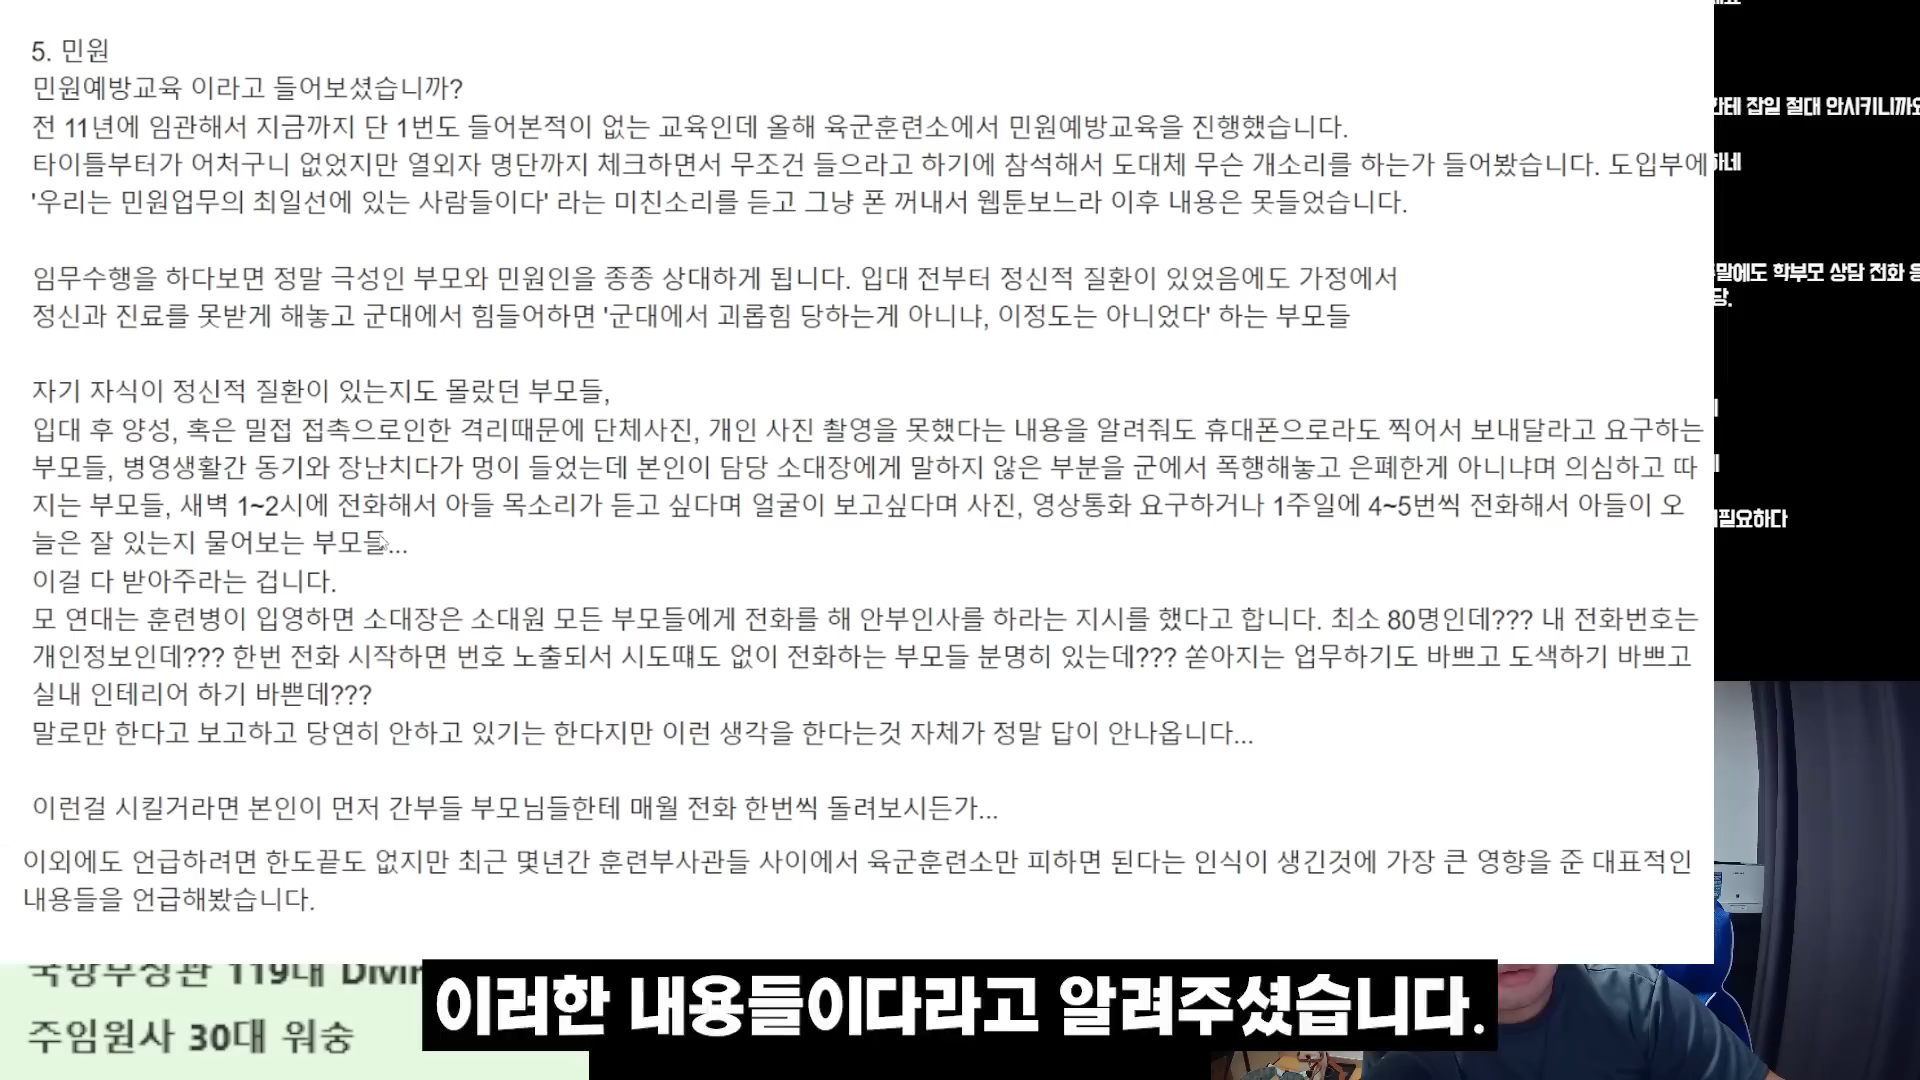 5. 민원
민원예방교육 이라고 들어보셨습니까?
전 11년에 임관해서 지금까지 단 1번도 들어본적이 없는 교육인데 올해 육군훈련소에서 민원예방교육을 진행했습니다.
타이틀부터가 어처구니 없었지만 열외자 명단까지 체크하면서 무조건 들으라고 하기에 참석해서 도대체 무슨 개소리를 하는가 들어봤습니다. 도입부에
'우리는 민원업무의 최일선에 있는 사람들이다' 라는 미친소리를 듣고 그냥 폰 꺼내서 웹툰보느라 이후 내용은 못들었습니다.
임무수행을 하다보면 정말 극성인 부모와 민원인을 종종 상대하게 됩니다. 입대 전부터 정신적 질환이 있었음에도 가정에서
정신과 진료를 못받게 해놓고 군대에서 힘들어하면 '군대에서 괴롭힘 당하는게 아니냐, 이정도는 아니었다' 하는 부모들
자기 자식이 정신적 질환이 있는지도 몰랐던 부모들,
입대 후 양성, 혹은 밀접 접촉으로인한 격리때문에 단체사진, 개인 사진 촬영을 못했다는 내용을 알려줘도 휴대폰으로라도 찍어서 보내달라고 요구하는
부모들, 병영생활간 동기와 장난치다가 멍이 들었는데 본인이 담당 소대장에게 말하지 않은 부분을 군에서 폭행해놓고 은폐한게 아니냐며 의심하고 따
지는 부모들, 새벽 1~2시에 전화해서 아들 목소리가 듣고 싶다며 얼굴이 보고싶다며 사진, 영상통화 요구하거나 1주일에 4~5번씩 전화해서 아들이 오
늘은 잘 있는지 물어보는 부모들...
이걸 다 받아주라는 겁니다.
모 연대는 훈련병이 입영하면 소대장은 소대원 모든 부모들에게 전화를 해 안부인사를 하라는 지시를 했다고 합니다. 최소 80명인데??? 내 전화번호는
개인정보인데??? 한번 전화 시작하면 번호 노출되서 시도떄도 없이 전화하는 부모들 분명히 있는데??? 쏟아지는 업무하기도 바쁘고 도색하기 바쁘고
실내 인테리어 하기 바쁜데???
말로만 한다고 보고하고 당연히 안하고 있기는 한다지만 이런 생각을 한다는것 자체가 정말 답이 안나옵니다...
이런걸 시킬거라면 본인이 먼저 간부들 부모님들한테 매월 전화 한번씩 돌려보시든가...
이외에도 언급하려면 한도끝도 없지만 최근 몇년간 훈련부사관들 사이에서 육군훈련소만 피하면 된다는 인식이 생긴것에 가장 큰 영향을 준 대표적인
내용들을 언급해봤습니다.
한테 잡일 절대 안시키니까요
하네
주말에도 학부모 상담 전화
당.
필요하다
국방부장관 119대
주임원사 30대 워숭
이러한 내용들이다라고 알려주셨습니다.